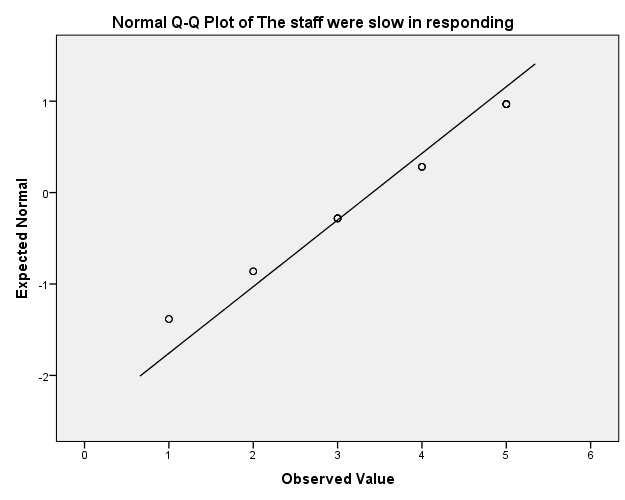 Normal Q-Q Plot of The staff were slow in responding
Expected Normal
1
0
-1
-2
0 1 2 3 4 5 6
Observed Value